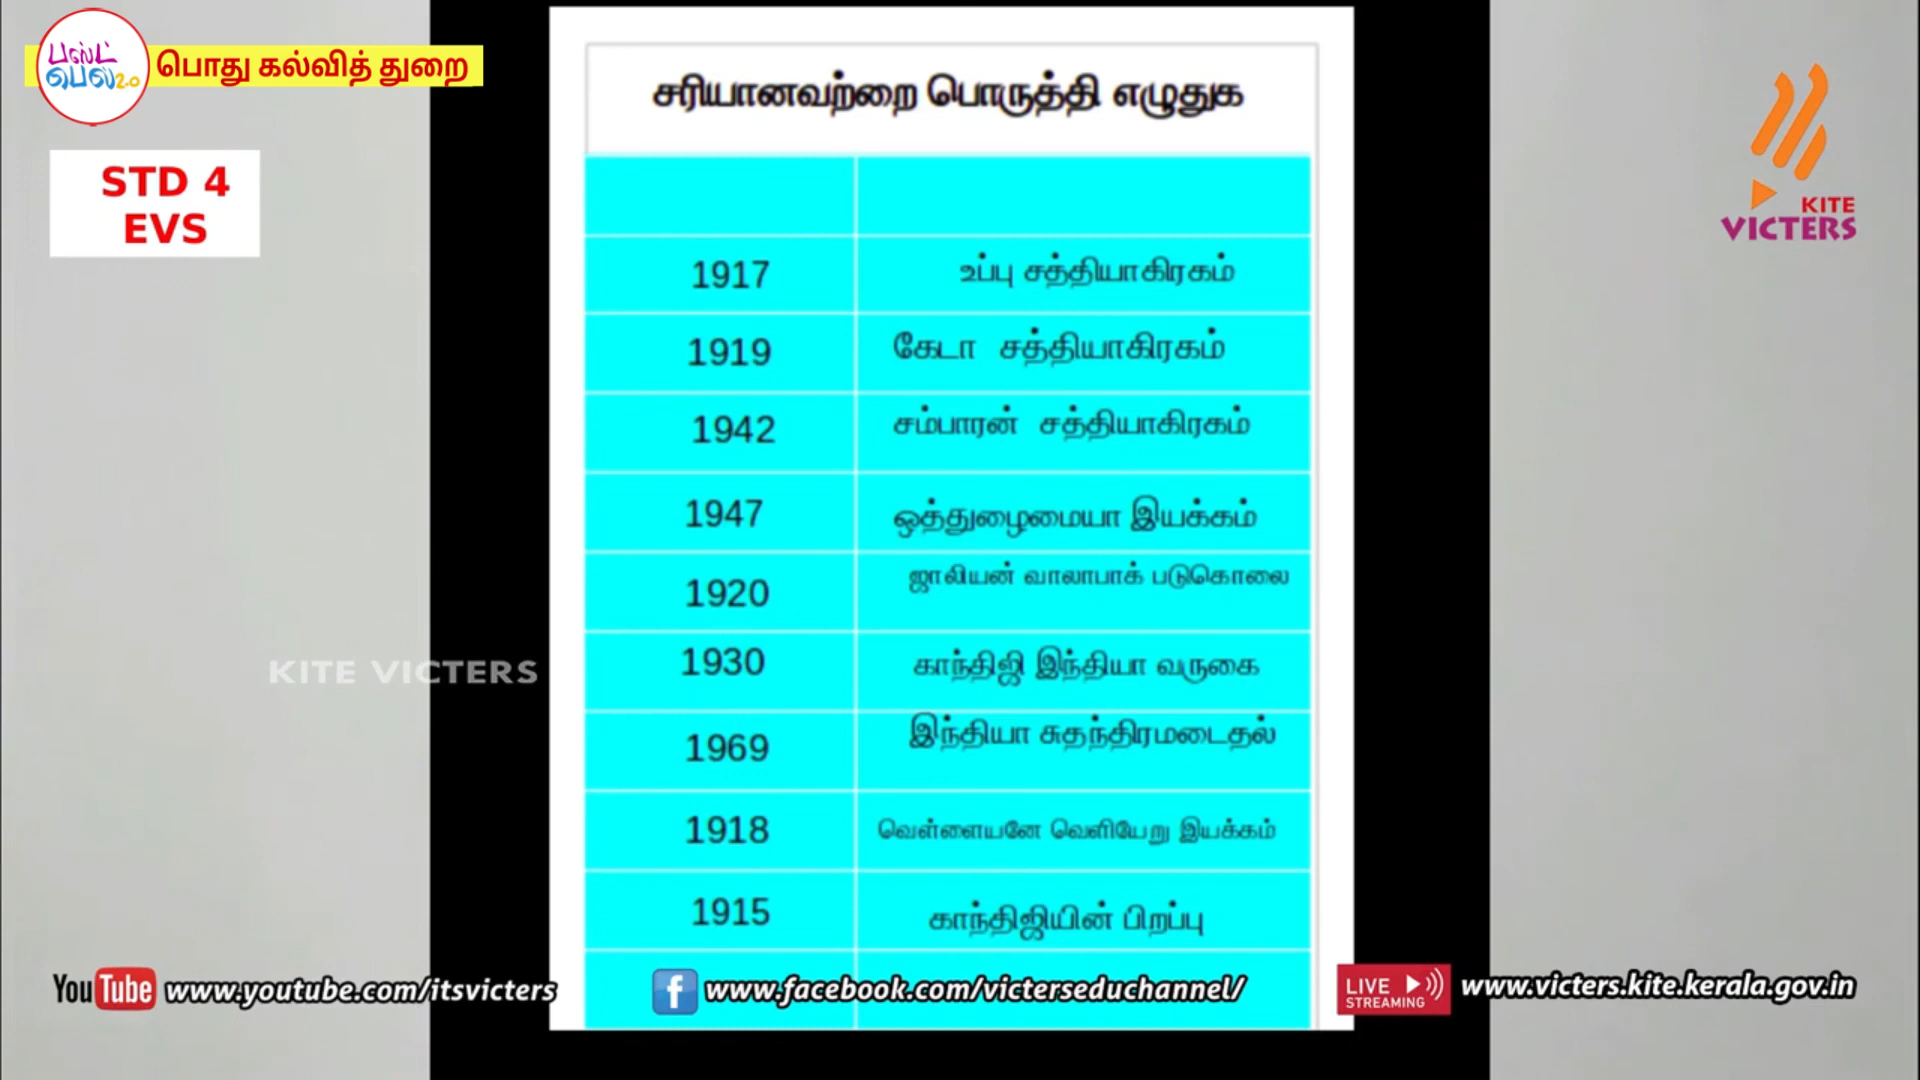 பஸ்ட்
பெல் 2.0
பொது கல்வித் துறை
STD 4
EVS
KITE
VICTERS
சரியானவற்றை பொருத்தி எழுதுக
1917 உப்பு சத்தியாகிரகம்
1919 கேடா சத்தியாகிரகம்
1942 சம்பாரன் சத்தியாகிரகம்
1947 ஒத்துழைமையா இயக்கம்
1920 ஜாலியன் வாலாபாக் படுகொலை
1930 காந்திஜி இந்தியா வருகை
1969 இந்தியா சுதந்திரமடைதல்
1918 வெள்ளையனே வெளியேறு இயக்கம்
1915 காந்திஜியின் பிறப்பு
KITE VICTERS
You Tube www.youtube.com/itsvicters
f www.facebook.com/victerseduchannel/
LIVE
STREAMING
www.victers.kite.kerala.gov.in